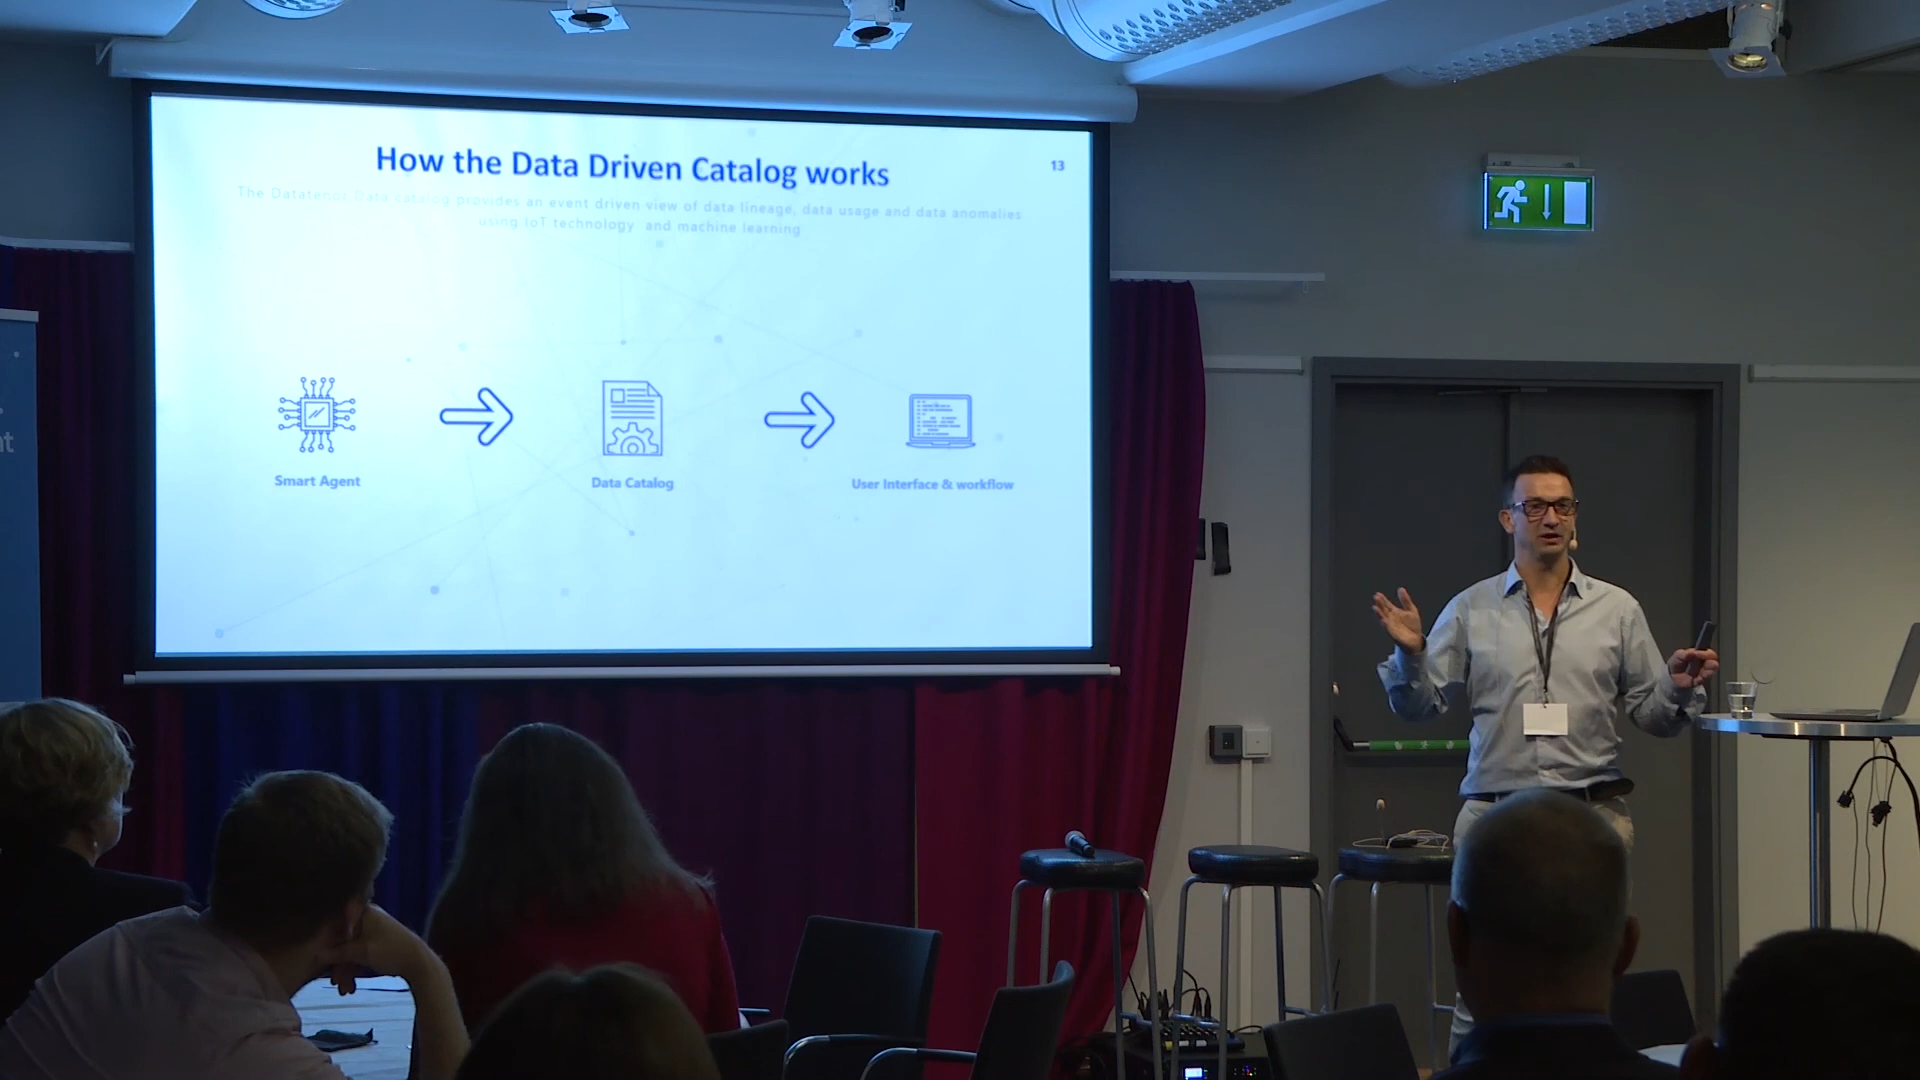 How the Data Driven Catalog works
13
The Datatenor Data catalog provides an event driven view of data lineage, data usage and data anomalies
using IoT technology and machine learning
Smart Agent
Data Catalog
User Interface & workflow
nt